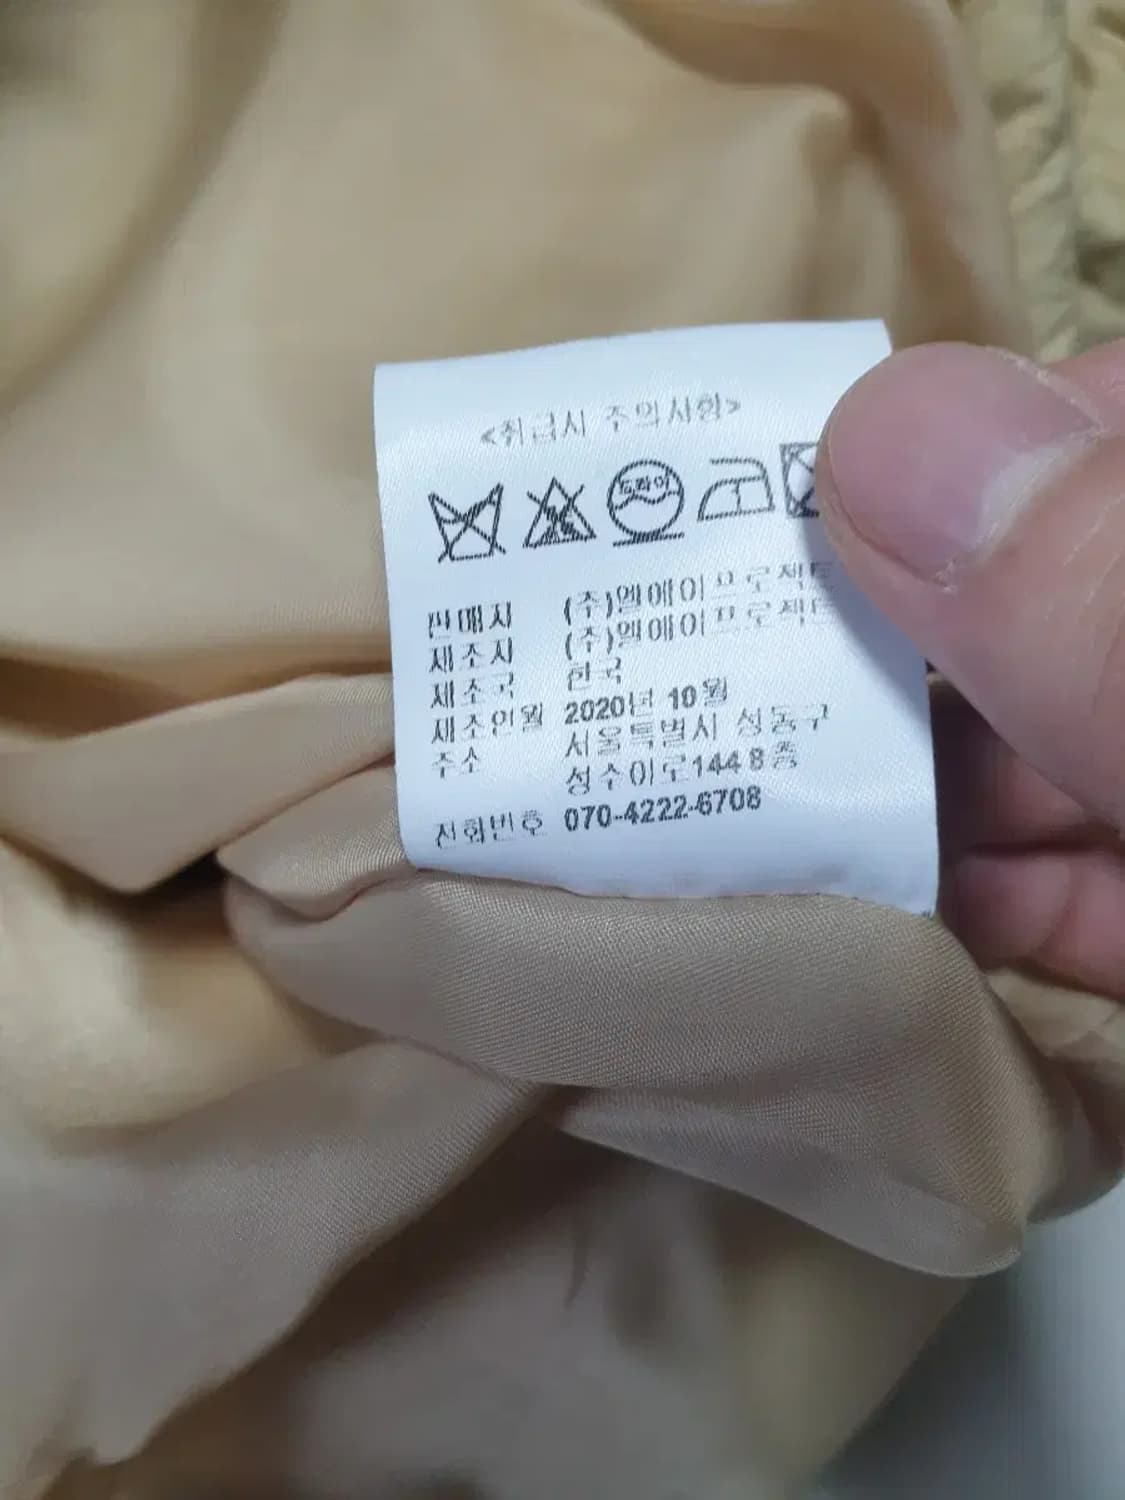 <취급시 주의사항>
드라이
판매자 (주)엘에이프로젝트
제조자 (주)엘에이프로젝트
제조국 한국
제조연월 2020년 10월
주소 서울특별시 성동구
성수이로144 8층
전화번호 070-4222-6708